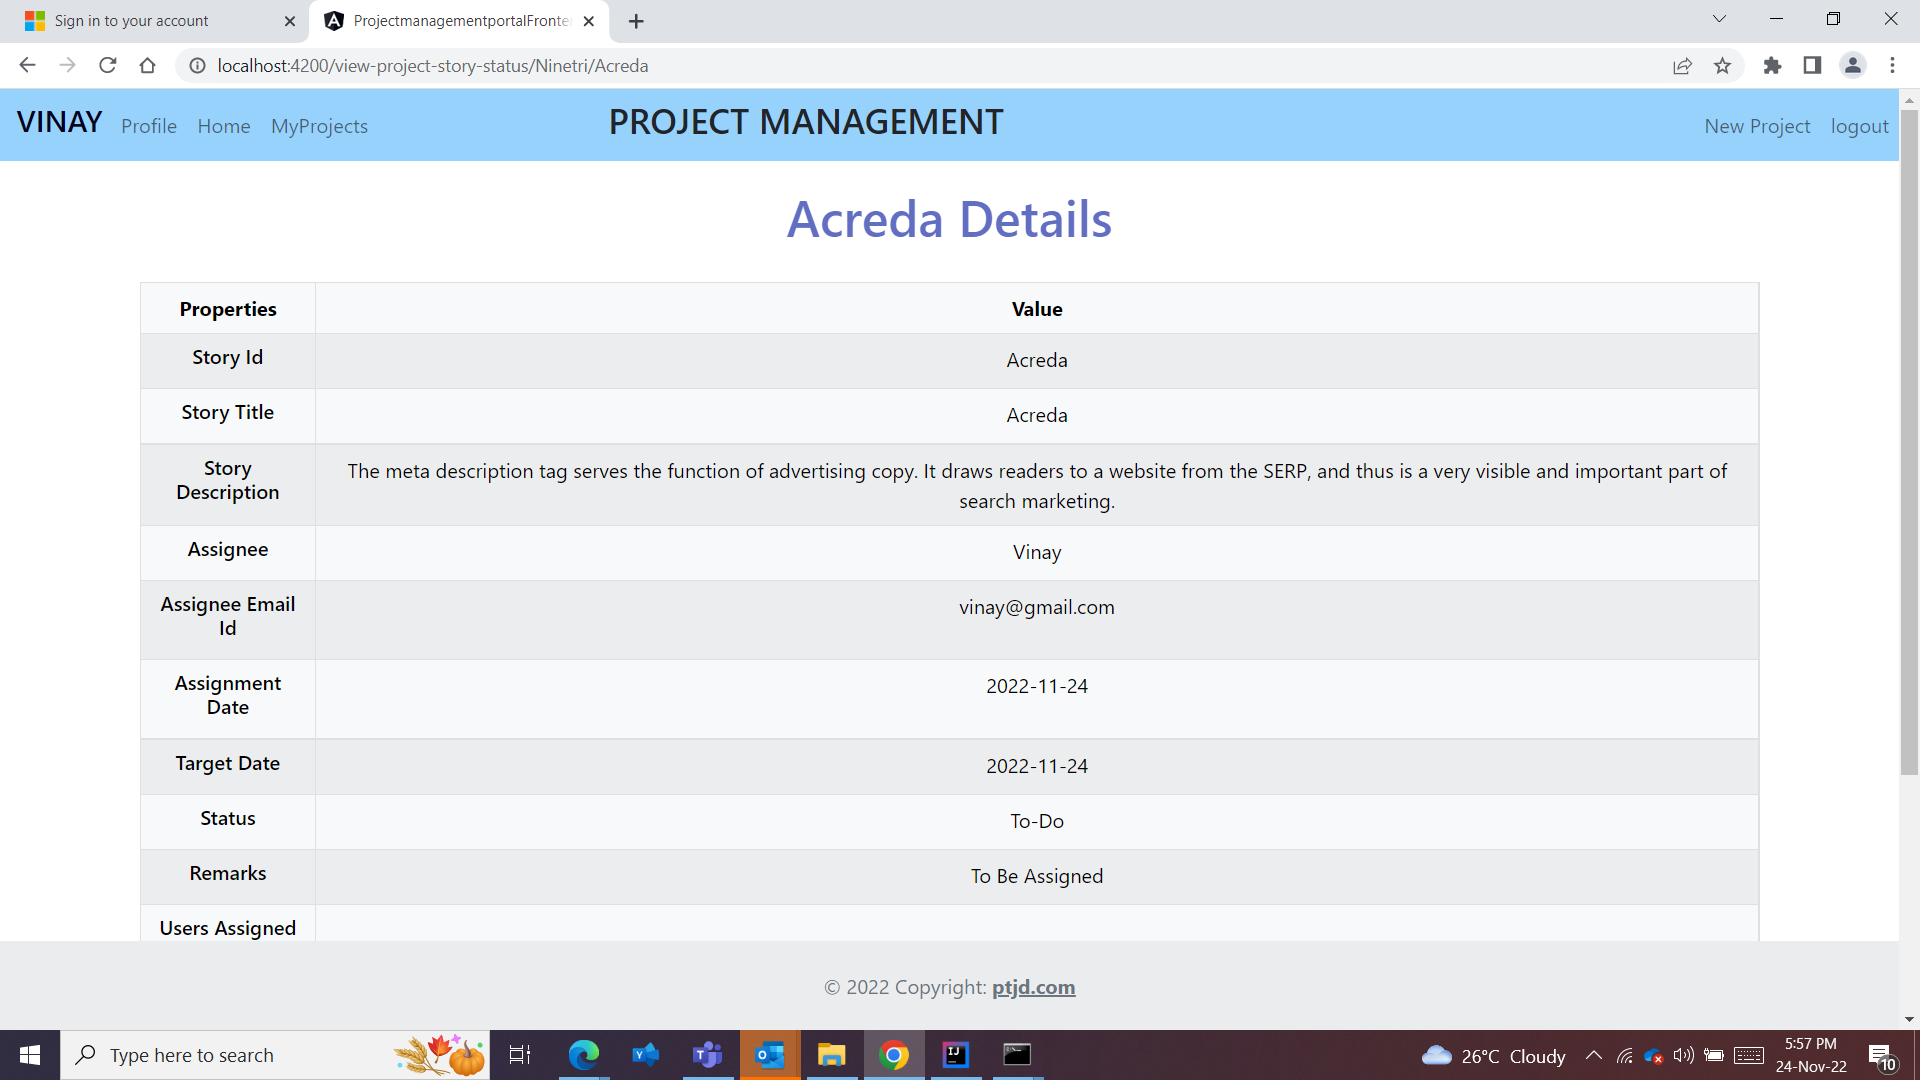 Sign in to your account
ProjectmanagementportalFronte
localhost:4200/view-project-story-status/Ninetri/Acreda
VINAY Profile Home MyProjects PROJECT MANAGEMENT New Project logout
Acreda Details
Properties Value
Story Id Acreda
Story Title Acreda
Story Description The meta description tag serves the function of advertising copy. It draws readers to a website from the SERP, and thus is a very visible and important part of
search marketing.
Assignee Vinay
Assignee Email Id vinay@gmail.com
Assignment Date 2022-11-24
Target Date 2022-11-24
Status To-Do
Remarks To Be Assigned
Users Assigned
© 2022 Copyright: ptjd.com
Type here to search
26°C Cloudy
5:57 PM
24-Nov-22
10